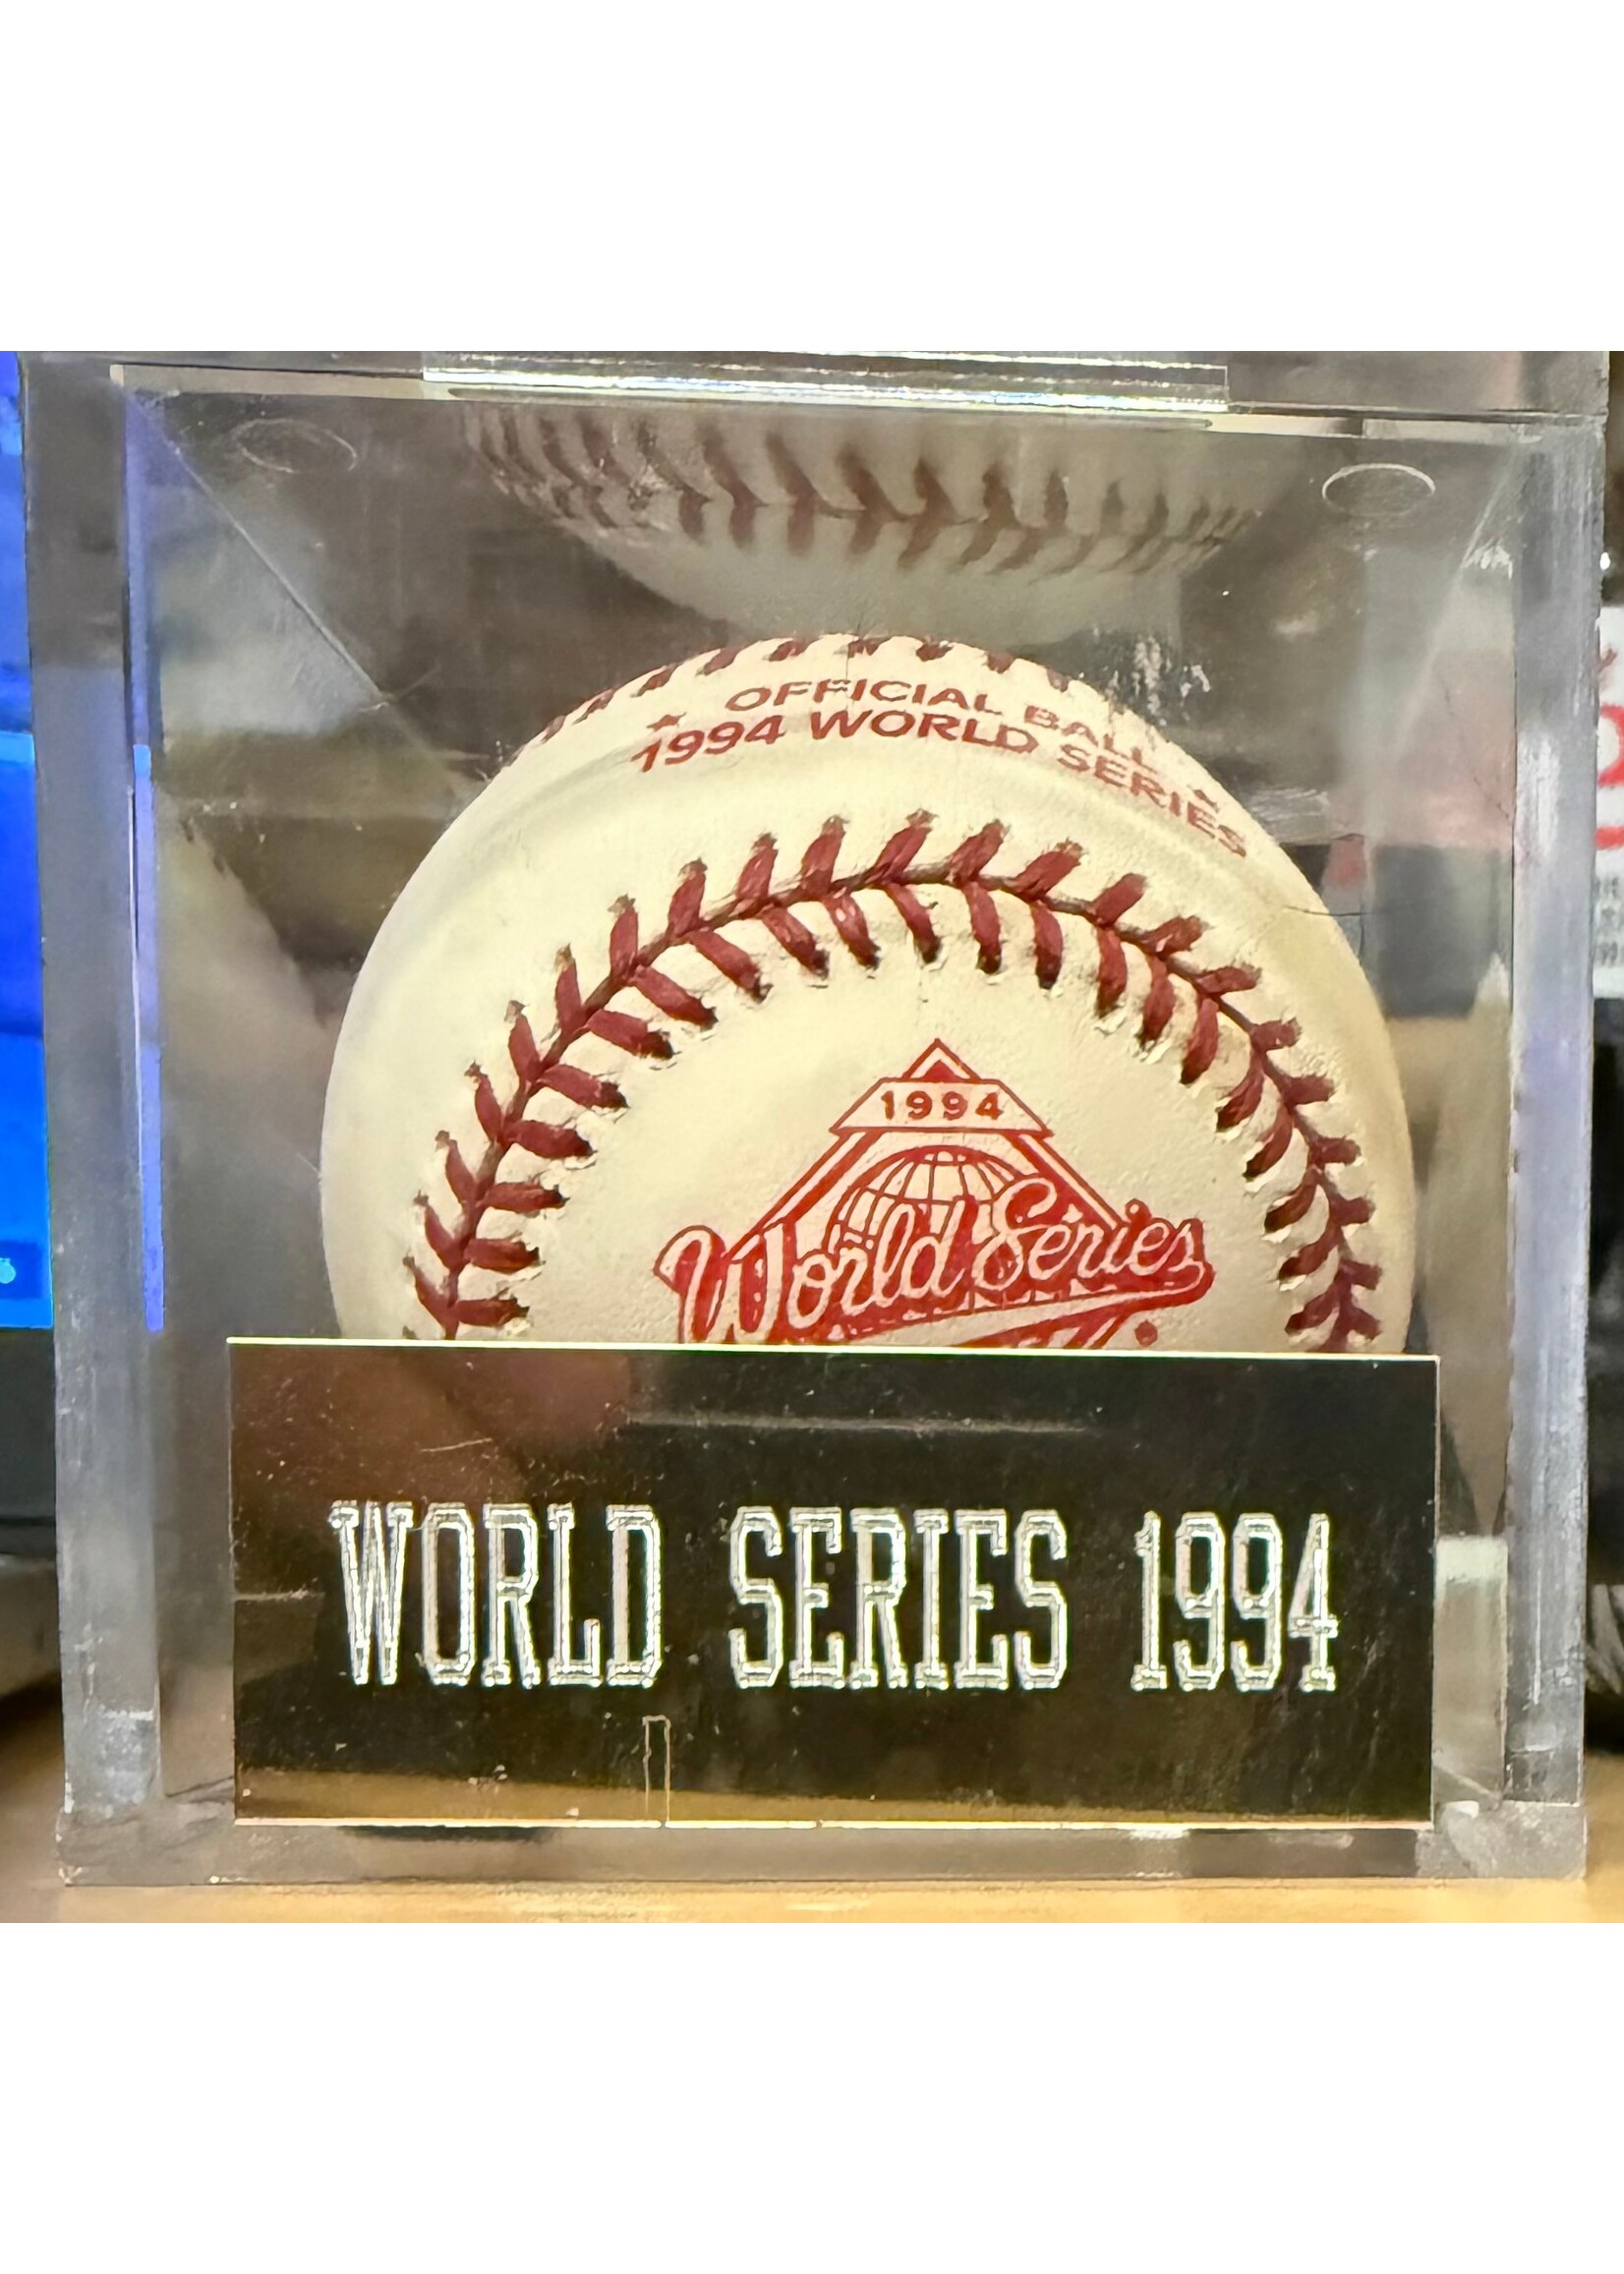 OFFICIAL BALL
★ 1994 WORLD SERIES ★
1994
World Series
WORLD SERIES 1994